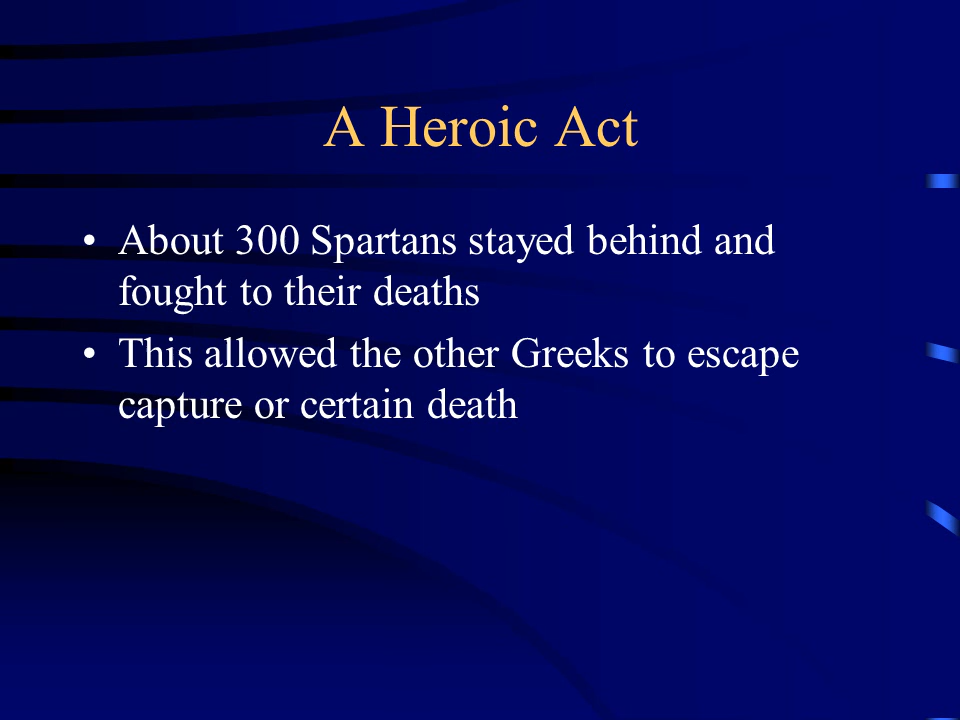 A Heroic Act
• About 300 Spartans stayed behind and
fought to their deaths
• This allowed the other Greeks to escape
capture or certain death